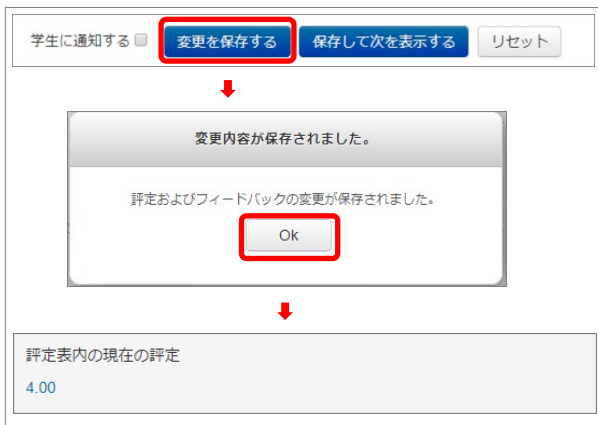 学生に通知する 変更を保存する 保存して次を表示する リセット
変更内容が保存されました。
評定およびフィードバックの変更が保存されました。
Ok
評定表内の現在の評定
4.00